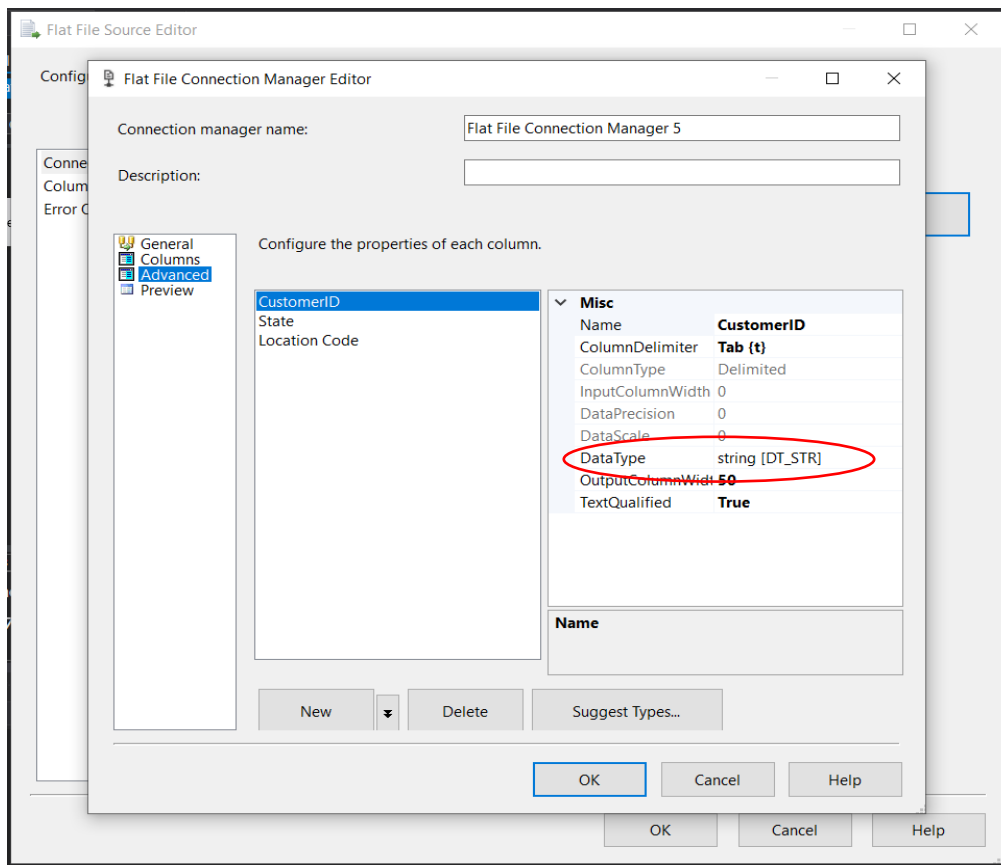 Flat File Source Editor
Config
Flat File Connection Manager Editor
Connection manager name:
Flat File Connection Manager 5
Description:
Conne
Colum
Error C
General
Columns
Advanced
Preview
Configure the properties of each column.
CustomerID
State
Location Code
Misc
Name CustomerID
ColumnDelimiter Tab {t}
ColumnType Delimited
InputColumnWidth 0
DataPrecision 0
DataScale 0
DataType string [DT_STR]
OutputColumnWidt 50
TextQualified True
Name
New
Delete
Suggest Types...
OK
Cancel
Help
OK
Cancel
Help